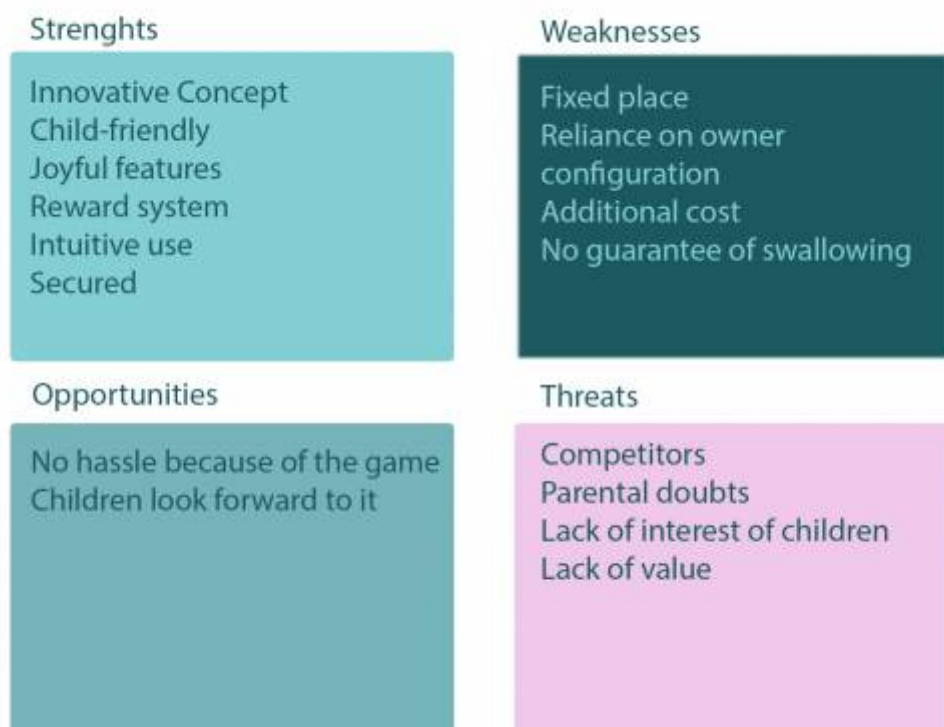 Strenghts
Innovative Concept
Child-friendly
Joyful features
Reward system
Intuitive use
Secured
Weaknesses
Fixed place
Reliance on owner
configuration
Additional cost
No guarantee of swallowing
Opportunities
No hassle because of the game
Children look forward to it
Threats
Competitors
Parental doubts
Lack of interest of children
Lack of value